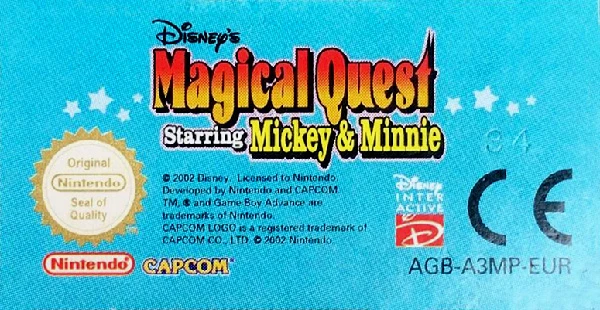 Disney's
Magical Quest
Starring Mickey & Minnie
94
Original
Nintendo
Seal of
Quality
© 2002 Disney. Licensed to Nintendo.
Developed by Nintendo and CAPCOM.
TM, ® and Game Boy Advance are
trademarks of Nintendo.
CAPCOM LOGO is a registered trademark of
CAPCOM CO., LTD. © 2002 Nintendo.
Disney
INTER
ACTIVE
D
CE
Nintendo®
CAPCOM®
AGB-A3MP-EUR